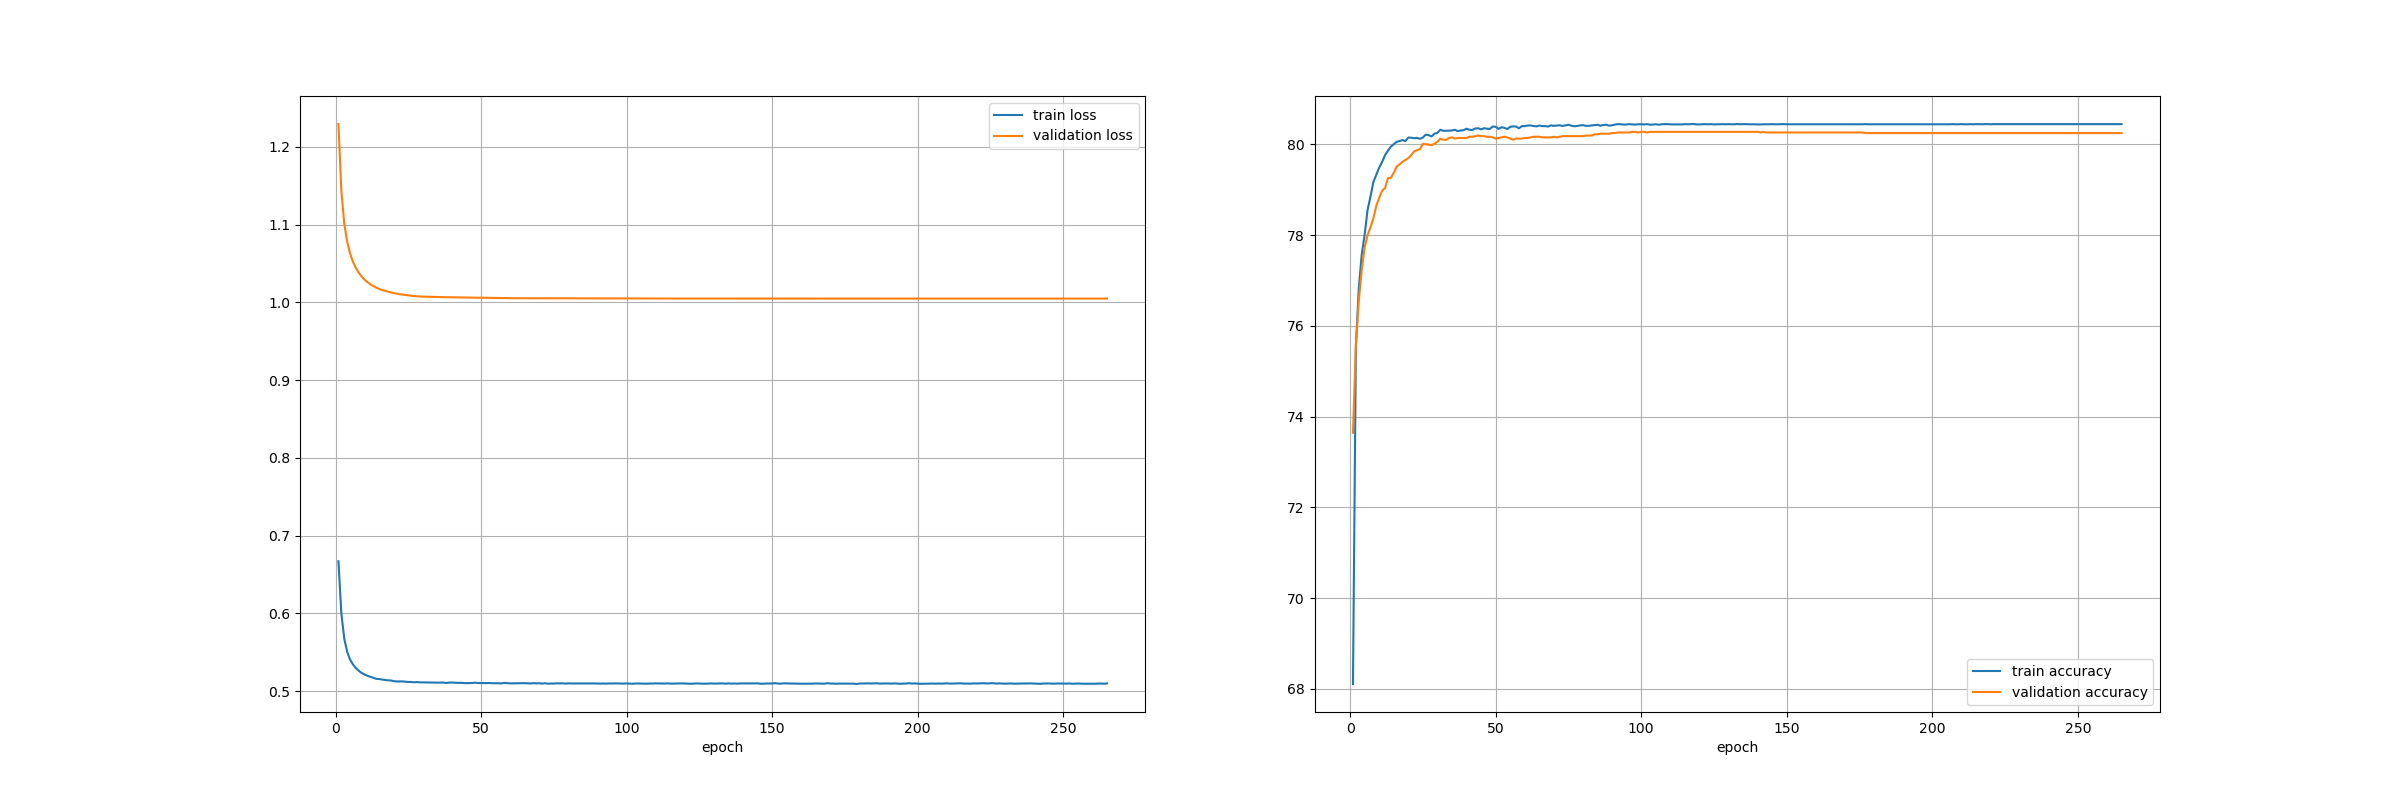 train loss
validation loss
1.2
1.1
1.0
0.9
0.8
0.7
0.6
0.5
0 50 100 150 200 250
epoch
80
78
76
74
72
70
68
train accuracy
validation accuracy
0 50 100 150 200 250
epoch